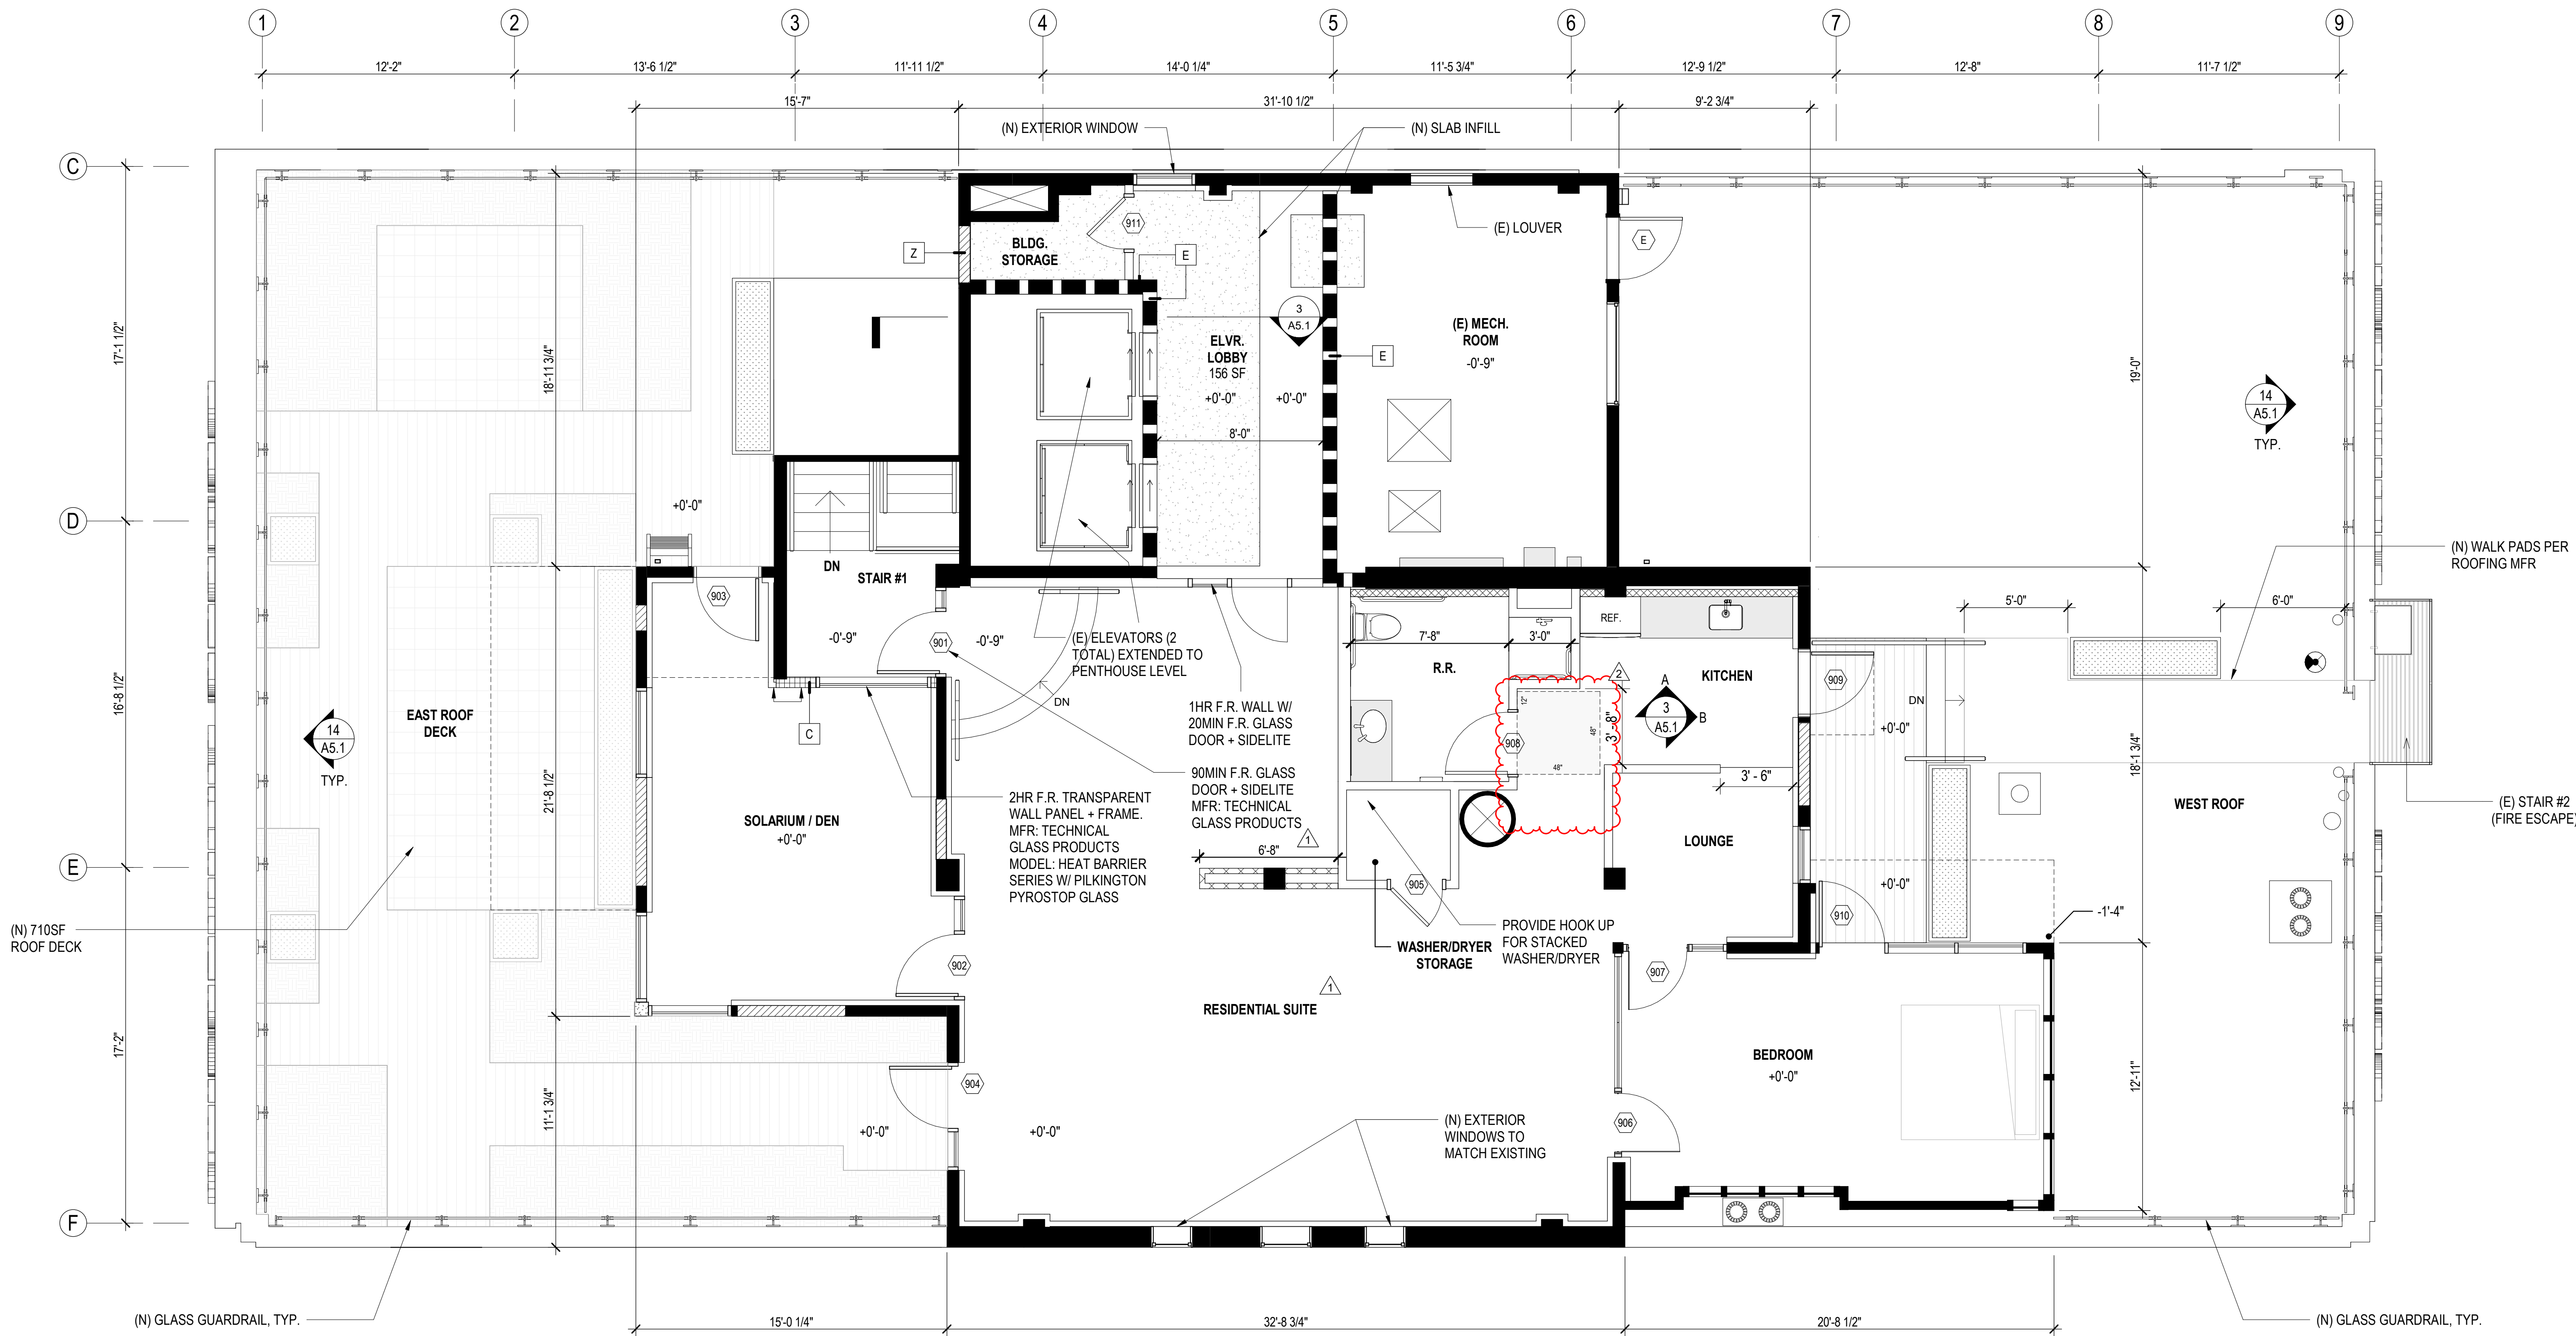 1 2 3 4 5 6 7 8 9
12'-2" 13'-6 1/2" 11'-11 1/2" 14'-0 1/4" 11'-5 3/4" 12'-9 1/2" 12'-8" 11'-7 1/2"
15'-7" 31'-10 1/2" 9'-2 3/4"
(N) EXTERIOR WINDOW
(N) SLAB INFILL
C
D
E
F
17'-1 1/2"
16'-8 1/2"
17'-2"
18'-11 3/4"
21'-8 1/2"
11'-1 3/4"
911
BLDG.
STORAGE
Z
E
(E) LOUVER
E
3
A5.1
ELVR.
LOBBY
156 SF
+0'-0"
+0'-0"
8'-0"
E
(E) MECH.
ROOM
-0'-9"
19'-0"
14
A5.1
TYP.
+0'-0"
DN
STAIR #1
903
-0'-9"
901
-0'-9"
(E) ELEVATORS (2
TOTAL) EXTENDED TO
PENTHOUSE LEVEL
DN
C
7'-8"
3'-0"
REF.
R.R.
2
KITCHEN
A
3
A5.1
B
3' -8"
12"
48"
48"
908
3' - 6"
909
DN
+0'-0"
5'-0"
6'-0"
18'-1 3/4"
(N) WALK PADS PER
ROOFING MFR
EAST ROOF
DECK
14
A5.1
TYP.
1HR F.R. WALL W/
20MIN F.R. GLASS
DOOR + SIDELITE
90MIN F.R. GLASS
DOOR + SIDELITE
MFR: TECHNICAL
GLASS PRODUCTS
1
2HR F.R. TRANSPARENT
WALL PANEL + FRAME.
MFR: TECHNICAL
GLASS PRODUCTS
MODEL: HEAT BARRIER
SERIES W/ PILKINGTON
PYROSTOP GLASS
SOLARIUM / DEN
+0'-0"
6'-8"
LOUNGE
WEST ROOF
(E) STAIR #2
(FIRE ESCAPE)
905
+0'-0"
910
-1'-4"
(N) 710SF
ROOF DECK
PROVIDE HOOK UP
FOR STACKED
WASHER/DRYER
WASHER/DRYER
STORAGE
902
907
1
RESIDENTIAL SUITE
BEDROOM
+0'-0"
12'-11"
904
+0'-0"
+0'-0"
(N) EXTERIOR
WINDOWS TO
MATCH EXISTING
906
(N) GLASS GUARDRAIL, TYP.
15'-0 1/4" 32'-8 3/4" 20'-8 1/2"
(N) GLASS GUARDRAIL, TYP.